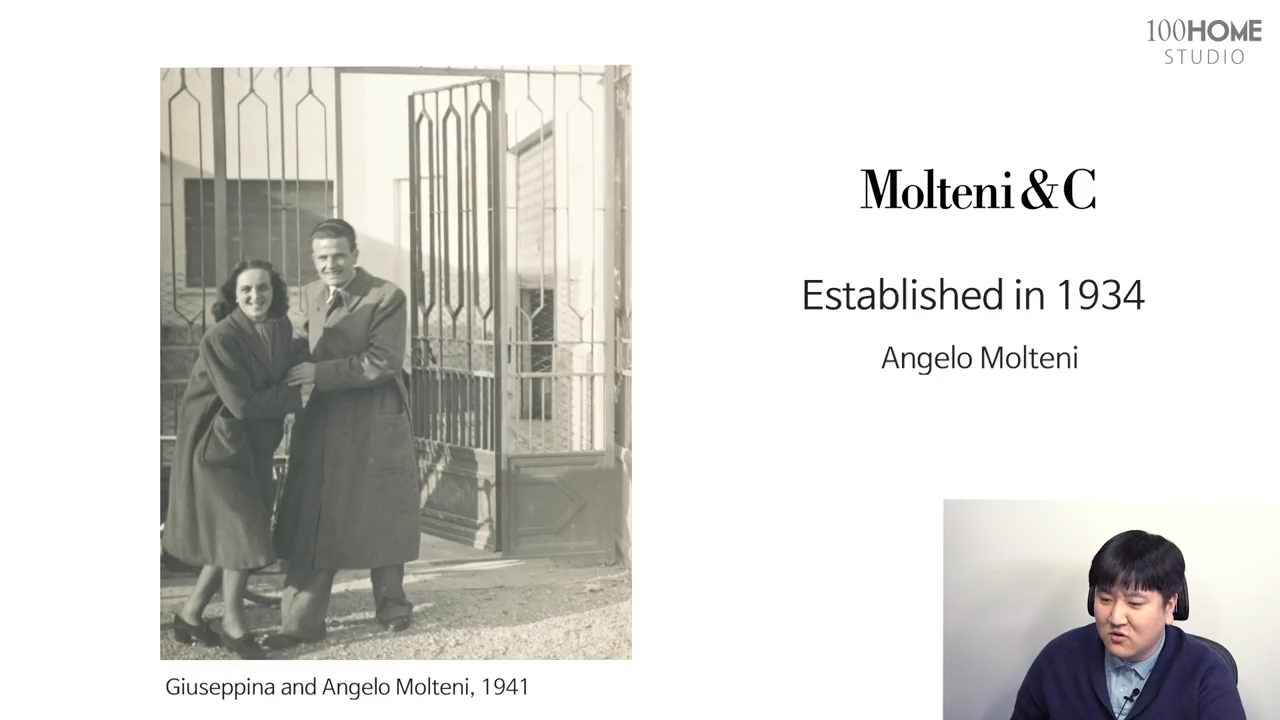 100HOME
STUDIO
Molteni&C
Established in 1934
Angelo Molteni
Giuseppina and Angelo Molteni, 1941